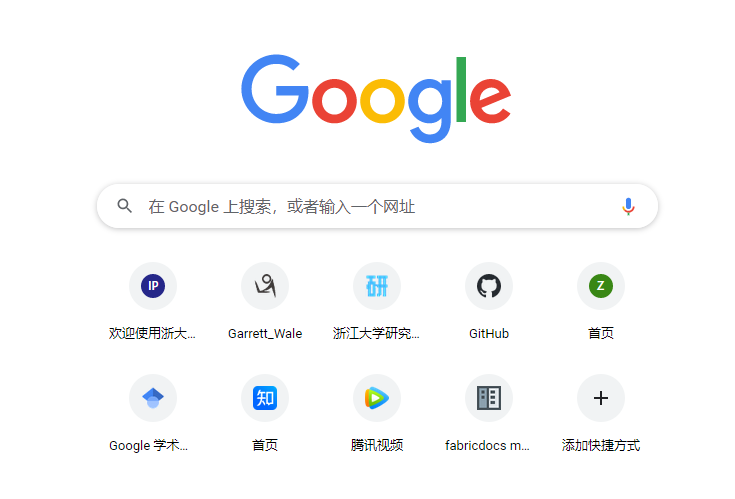 Google
在 Google 上搜索，或者输入一个网址
IP
研
Z
欢迎使用浙大...
Garrett_Wale
浙江大学研究...
GitHub
首页
知
Google 学术...
首页
腾讯视频
fabricdocs m...
添加快捷方式